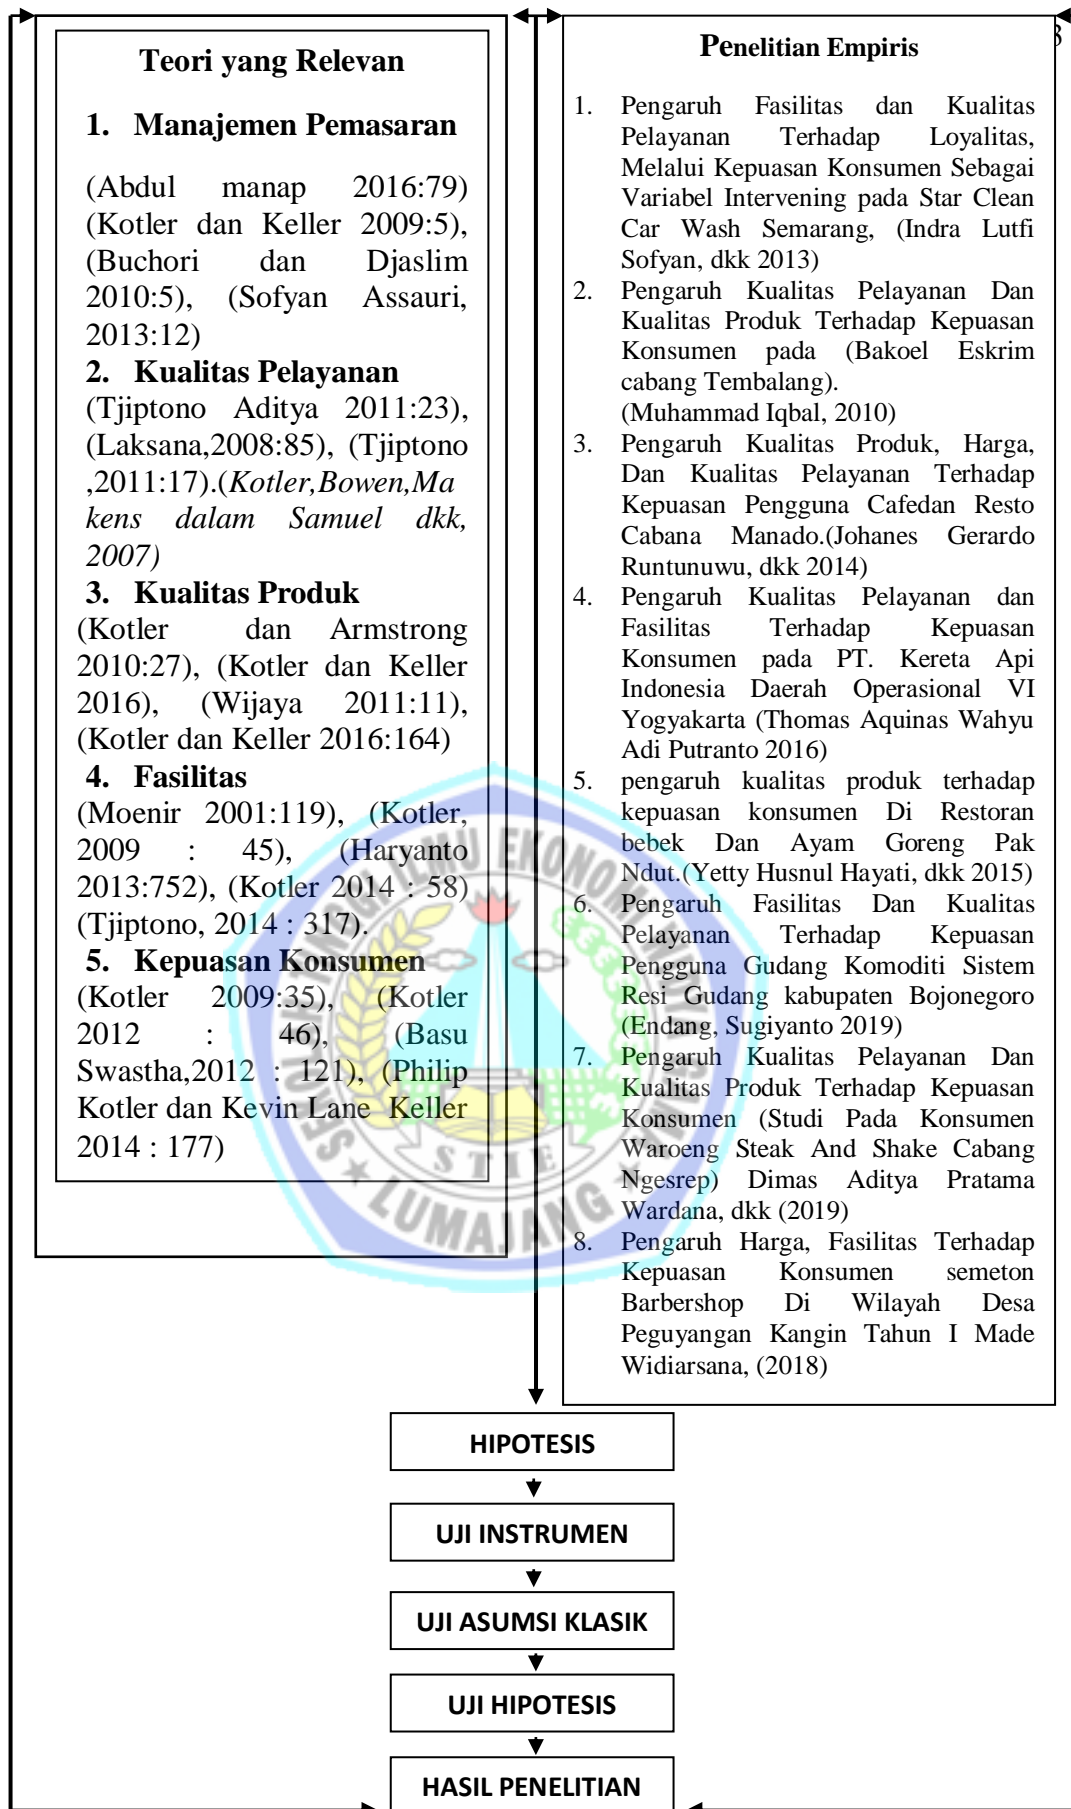 Teori yang Relevan
1. Manajemen Pemasaran
(Abdul manap 2016:79)
(Kotler dan Keller 2009:5),
(Buchori dan Djaslim
2010:5), (Sofyan Assauri,
2013:12)
2. Kualitas Pelayanan
(Tjiptono Aditya 2011:23),
(Laksana,2008:85), (Tjiptono
,2011:17).(Kotler,Bowen,Ma
kens dalam Samuel dkk,
2007)
3. Kualitas Produk
(Kotler dan Armstrong
2010:27), (Kotler dan Keller
2016), (Wijaya 2011:11),
(Kotler dan Keller 2016:164)
4. Fasilitas
(Moenir 2001:119), (Kotler,
2009 : 45), (Haryanto
2013:752), (Kotler 2014 : 58)
(Tjiptono, 2014 : 317).
5. Kepuasan Konsumen
(Kotler 2009:35), (Kotler
2012 : 46), (Basu
Swastha,2012 : 121), (Philip
Kotler dan Kevin Lane Keller
2014 : 177)
Penelitian Empiris
1. Pengaruh Fasilitas dan Kualitas
Pelayanan Terhadap Loyalitas,
Melalui Kepuasan Konsumen Sebagai
Variabel Intervening pada Star Clean
Car Wash Semarang, (Indra Lutfi
Sofyan, dkk 2013)
2. Pengaruh Kualitas Pelayanan Dan
Kualitas Produk Terhadap Kepuasan
Konsumen pada (Bakoel Eskrim
cabang Tembalang).
(Muhammad Iqbal, 2010)
3. Pengaruh Kualitas Produk, Harga,
Dan Kualitas Pelayanan Terhadap
Kepuasan Pengguna Cafedan Resto
Cabana Manado.(Johanes Gerardo
Runtunuwu, dkk 2014)
4. Pengaruh Kualitas Pelayanan dan
Fasilitas Terhadap Kepuasan
Konsumen pada PT. Kereta Api
Indonesia Daerah Operasional VI
Yogyakarta (Thomas Aquinas Wahyu
Adi Putranto 2016)
5. pengaruh kualitas produk terhadap
kepuasan konsumen Di Restoran
bebek Dan Ayam Goreng Pak
Ndut.(Yetty Husnul Hayati, dkk 2015)
6. Pengaruh Fasilitas Dan Kualitas
Pelayanan Terhadap Kepuasan
Pengguna Gudang Komoditi Sistem
Resi Gudang kabupaten Bojonegoro
(Endang, Sugiyanto 2019)
7. Pengaruh Kualitas Pelayanan Dan
Kualitas Produk Terhadap Kepuasan
Konsumen (Studi Pada Konsumen
Waroeng Steak And Shake Cabang
Ngesrep) Dimas Aditya Pratama
Wardana, dkk (2019)
8. Pengaruh Harga, Fasilitas Terhadap
Kepuasan Konsumen semeton
Barbershop Di Wilayah Desa
Peguyangan Kangin Tahun I Made
Widiarsana, (2018)
HIPOTESIS
UJI INSTRUMEN
UJI ASUMSI KLASIK
UJI HIPOTESIS
HASIL PENELITIAN
STIE
LUMAJANG